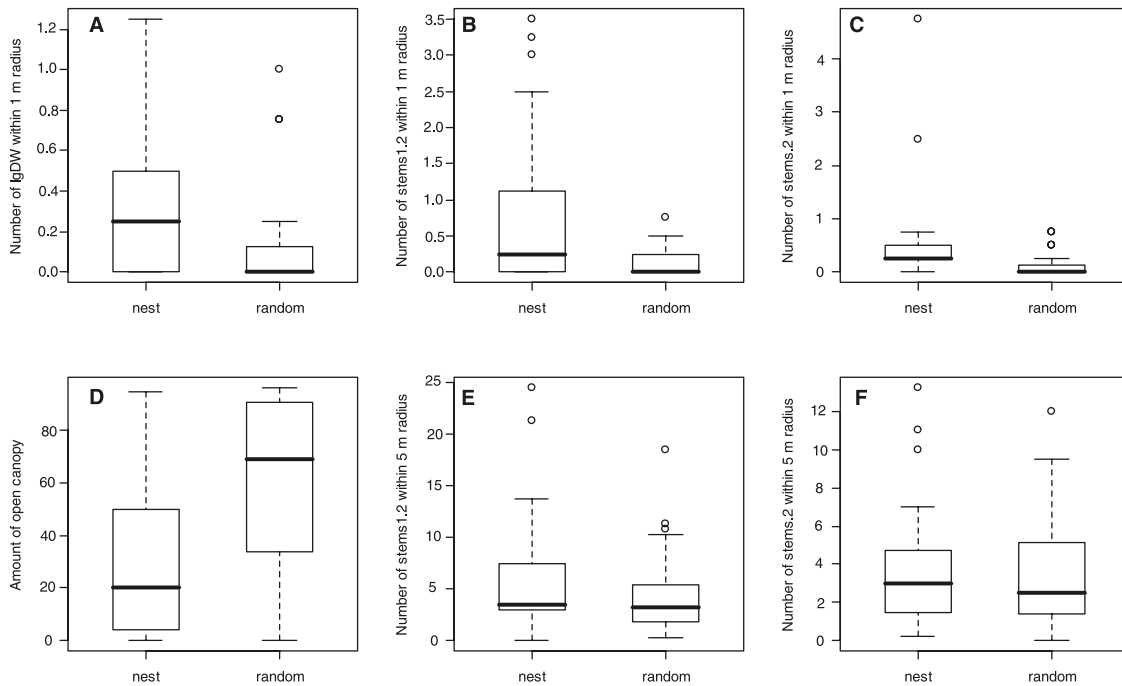 A
Number of lgDW within 1 m radius
1.2
1.0
0.8
0.6
0.4
0.2
0.0
nest
random
B
Number of stems1.2 within 1 m radius
3.5
3.0
2.5
2.0
1.5
1.0
0.5
0.0
nest
random
C
Number of stems.2 within 1 m radius
4
3
2
1
0
nest
random
D
Amount of open canopy
80
60
40
20
0
nest
random
E
Number of stems1.2 within 5 m radius
25
20
15
10
5
0
nest
random
F
Number of stems.2 within 5 m radius
12
10
8
6
4
2
0
nest
random